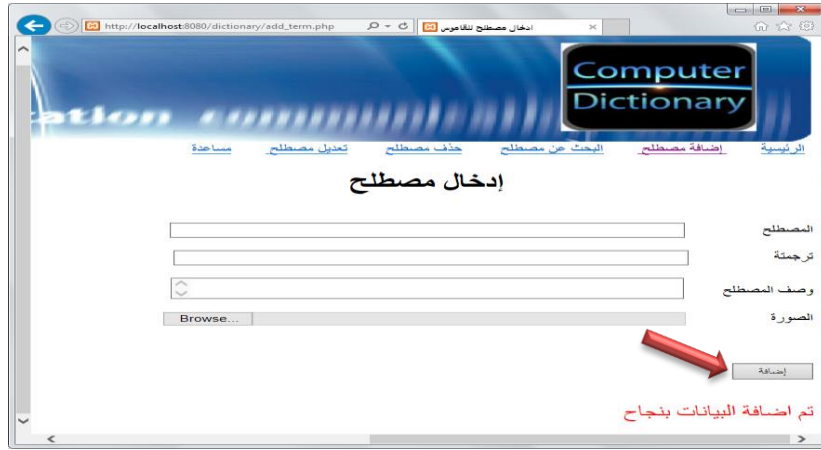 http://localhost:8080/dictionary/add_term.php
ادخال مصطلح للقاموس
Computer
Dictionary
ation
الرئيسية إضافة مصطلح البحث عن مصطلح حذف مصطلح تعديل مصطلح مساعدة
إدخال مصطلح
المصطلح
ترجمتة
وصف المصطلح
الصورة Browse...
إضافة
تم اضافة البيانات بنجاح